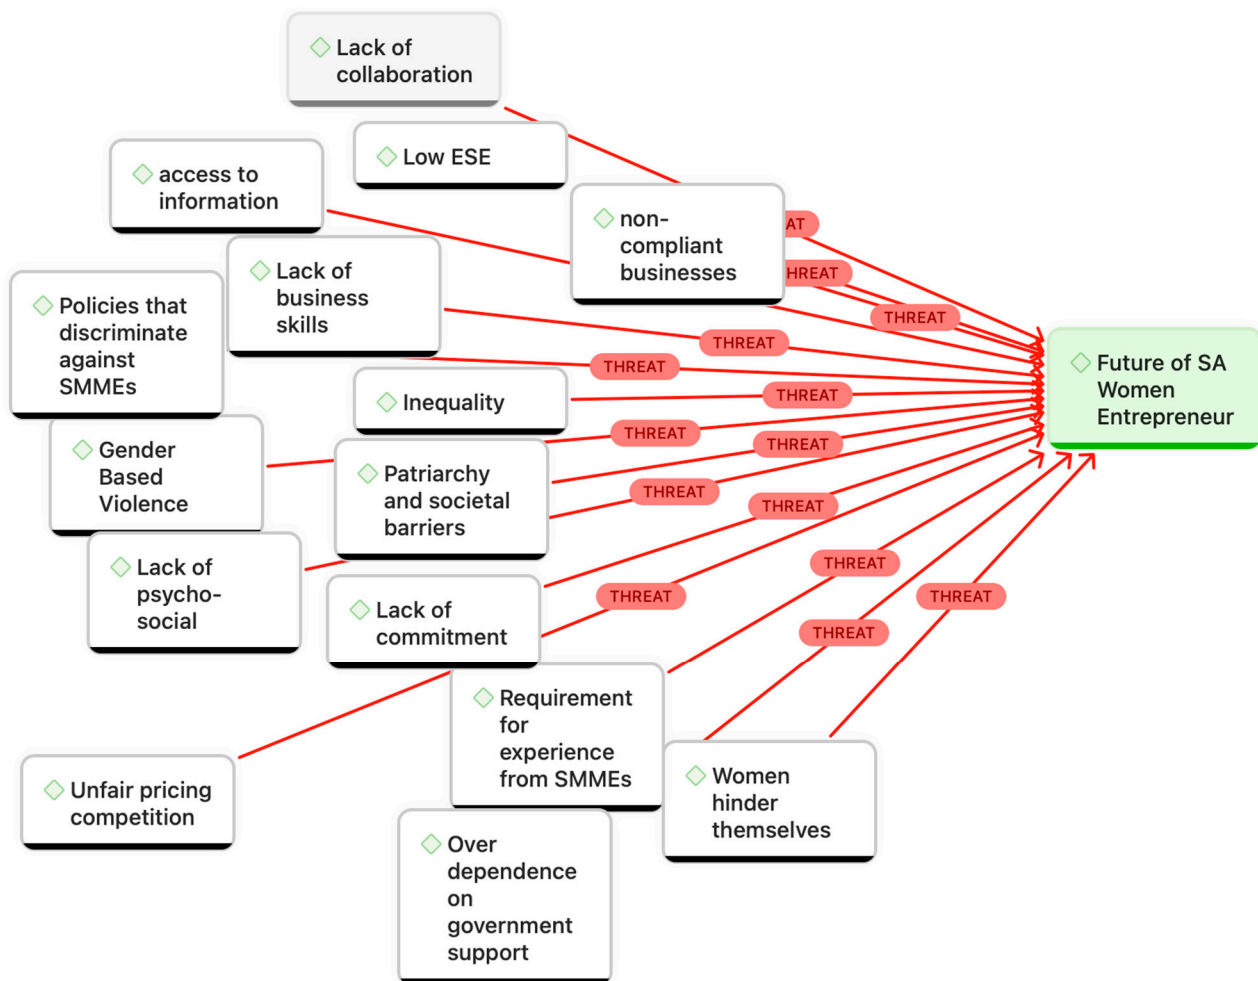 Lack of
collaboration
Low ESE
access to
information
non-
compliant
businesses
AT
HREAT
THREAT
Lack of
business
skills
THREAT
THREAT
Policies that
discriminate
against
SMMEs
Inequality
THREAT
Future of SA
Women
Entrepreneur
Gender
Based
Violence
THREAT
THREAT
Patriarchy
and societal
barriers
THREAT
THREAT
Lack of
psycho-
social
Lack of
commitment
THREAT
THREAT
THREAT
THREAT
Requirement
for
experience
from SMMEs
Women
hinder
themselves
Unfair pricing
competition
Over
dependence
on
government
support